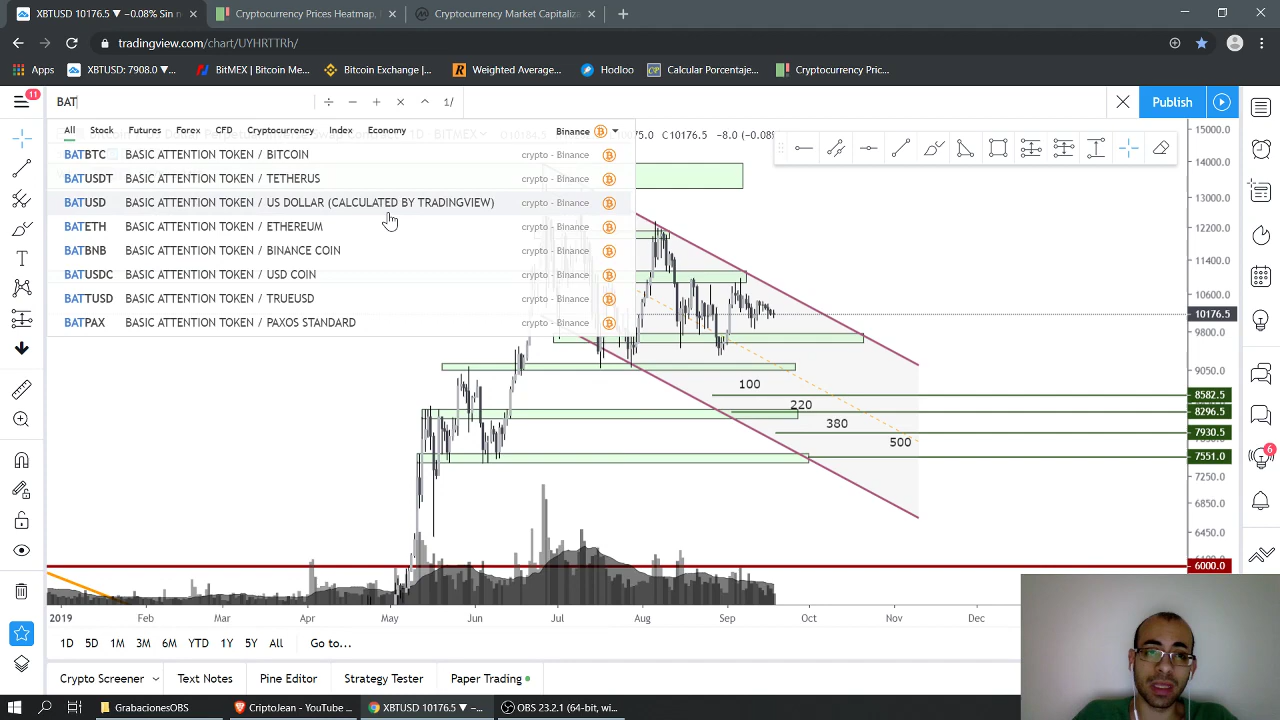 XBTUSD 10176.5 ▼ −0.08% Sin n
Cryptocurrency Prices Heatmap,
Cryptocurrency Market Capitaliza
tradingview.com/chart/UYHRTTRh/
Apps
XBTUSD: 7908.0 ▼...
BitMEX | Bitcoin Me...
Bitcoin Exchange |...
Weighted Average...
Hodloo
Calcular Porcentaje...
Cryptocurrency Pric...
11
BAT
÷ − + × ^ 1/
Publish
All Stock Futures Forex CFD Cryptocurrency Index Economy
Binance
C10176.5 −8.0 (−0.08%
BATBTC BASIC ATTENTION TOKEN / BITCOIN crypto - Binance
BATUSDT BASIC ATTENTION TOKEN / TETHERUS crypto - Binance
BATUSD BASIC ATTENTION TOKEN / US DOLLAR (CALCULATED BY TRADINGVIEW) crypto - Binance
BATETH BASIC ATTENTION TOKEN / ETHEREUM crypto - Binance
BATBNB BASIC ATTENTION TOKEN / BINANCE COIN crypto - Binance
BATUSDC BASIC ATTENTION TOKEN / USD COIN crypto - Binance
BATTUSD BASIC ATTENTION TOKEN / TRUEUSD crypto - Binance
BATPAX BASIC ATTENTION TOKEN / PAXOS STANDARD crypto - Binance
15000.0
14000.0
13000.0
12200.0
11400.0
10600.0
10176.5
9800.0
9050.0
8582.5
8296.5
7930.5
7551.0
7250.0
6850.0
6450.0
6000.0
100
220
380
500
6
2019 Feb Mar Apr May Jun Jul Aug Sep Oct Nov Dec
1D 5D 1M 3M 6M YTD 1Y 5Y All Go to...
Crypto Screener Text Notes Pine Editor Strategy Tester Paper Trading
GrabacionesOBS
CriptoJean - YouTube ...
XBTUSD 10176.5 ▼ −...
OBS 23.2.1 (64-bit, w...